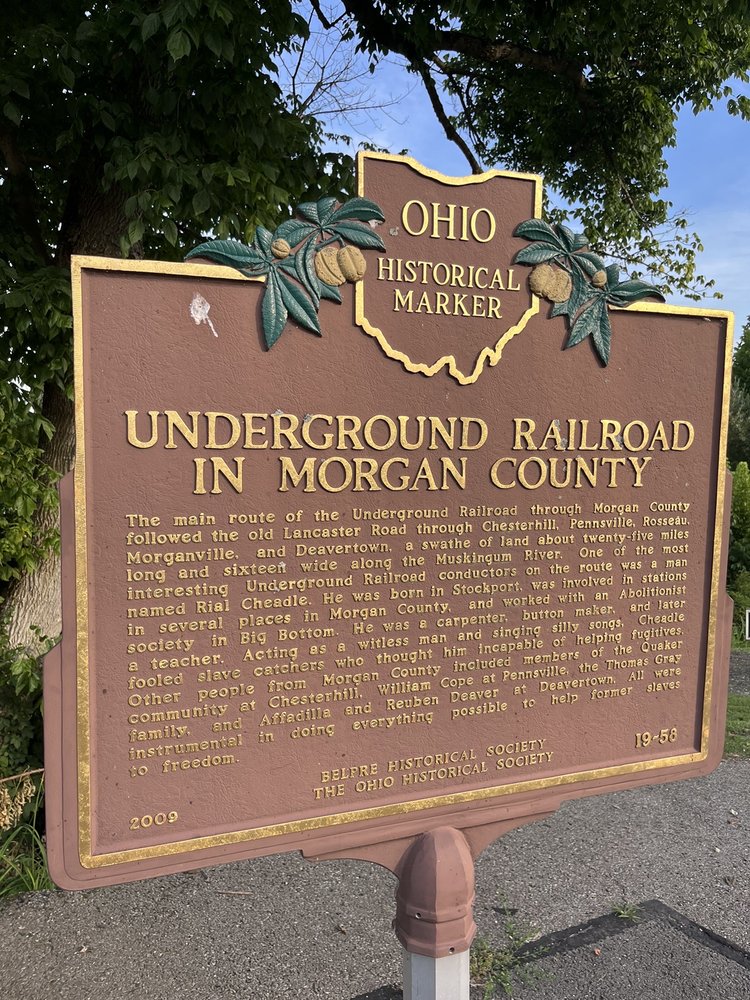 OHIO
HISTORICAL
MARKER
UNDERGROUND RAILROAD
IN MORGAN COUNTY
The main route of the Underground Railroad through Morgan County
followed the old Lancaster Road through Chesterhill, Pennsville, Rosseau,
Morganville, and Deavertown, a swathe of land about twenty-five miles
long and sixteen wide along the Muskingum River. One of the most
interesting Underground Railroad conductors on the route was a man
named Rial Cheadle. He was born in Stockport, was involved in stations
in several places in Morgan County, and worked with an Abolitionist
society in Big Bottom. He was a carpenter, button maker, and later
a teacher. Acting as a witless man and singing silly songs, Cheadle
fooled slave catchers who thought him incapable of helping fugitives.
Other people from Morgan County included members of the Quaker
community at Chesterhill, William Cope at Pennsville, the Thomas Gray
family, and Affadilla and Reuben Deaver at Deavertown. All were
instrumental in doing everything possible to help former slaves
to freedom.
BELPRE HISTORICAL SOCIETY
THE OHIO HISTORICAL SOCIETY
19-58
2009